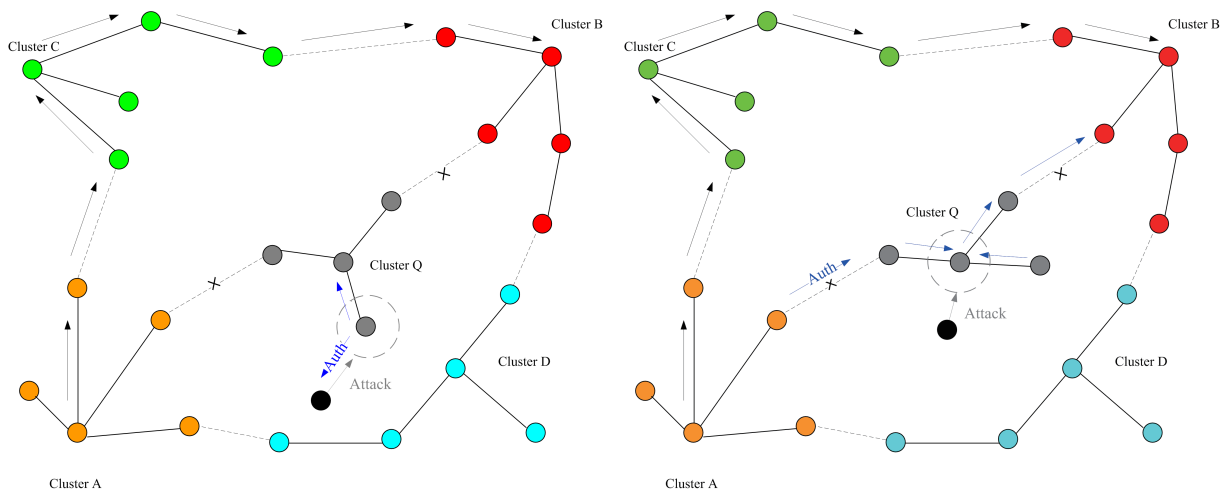 Cluster C
Cluster B
Cluster Q
Auth
Attack
Cluster D
Cluster A
Cluster C
Cluster B
Cluster Q
Auth
Attack
Cluster D
Cluster A